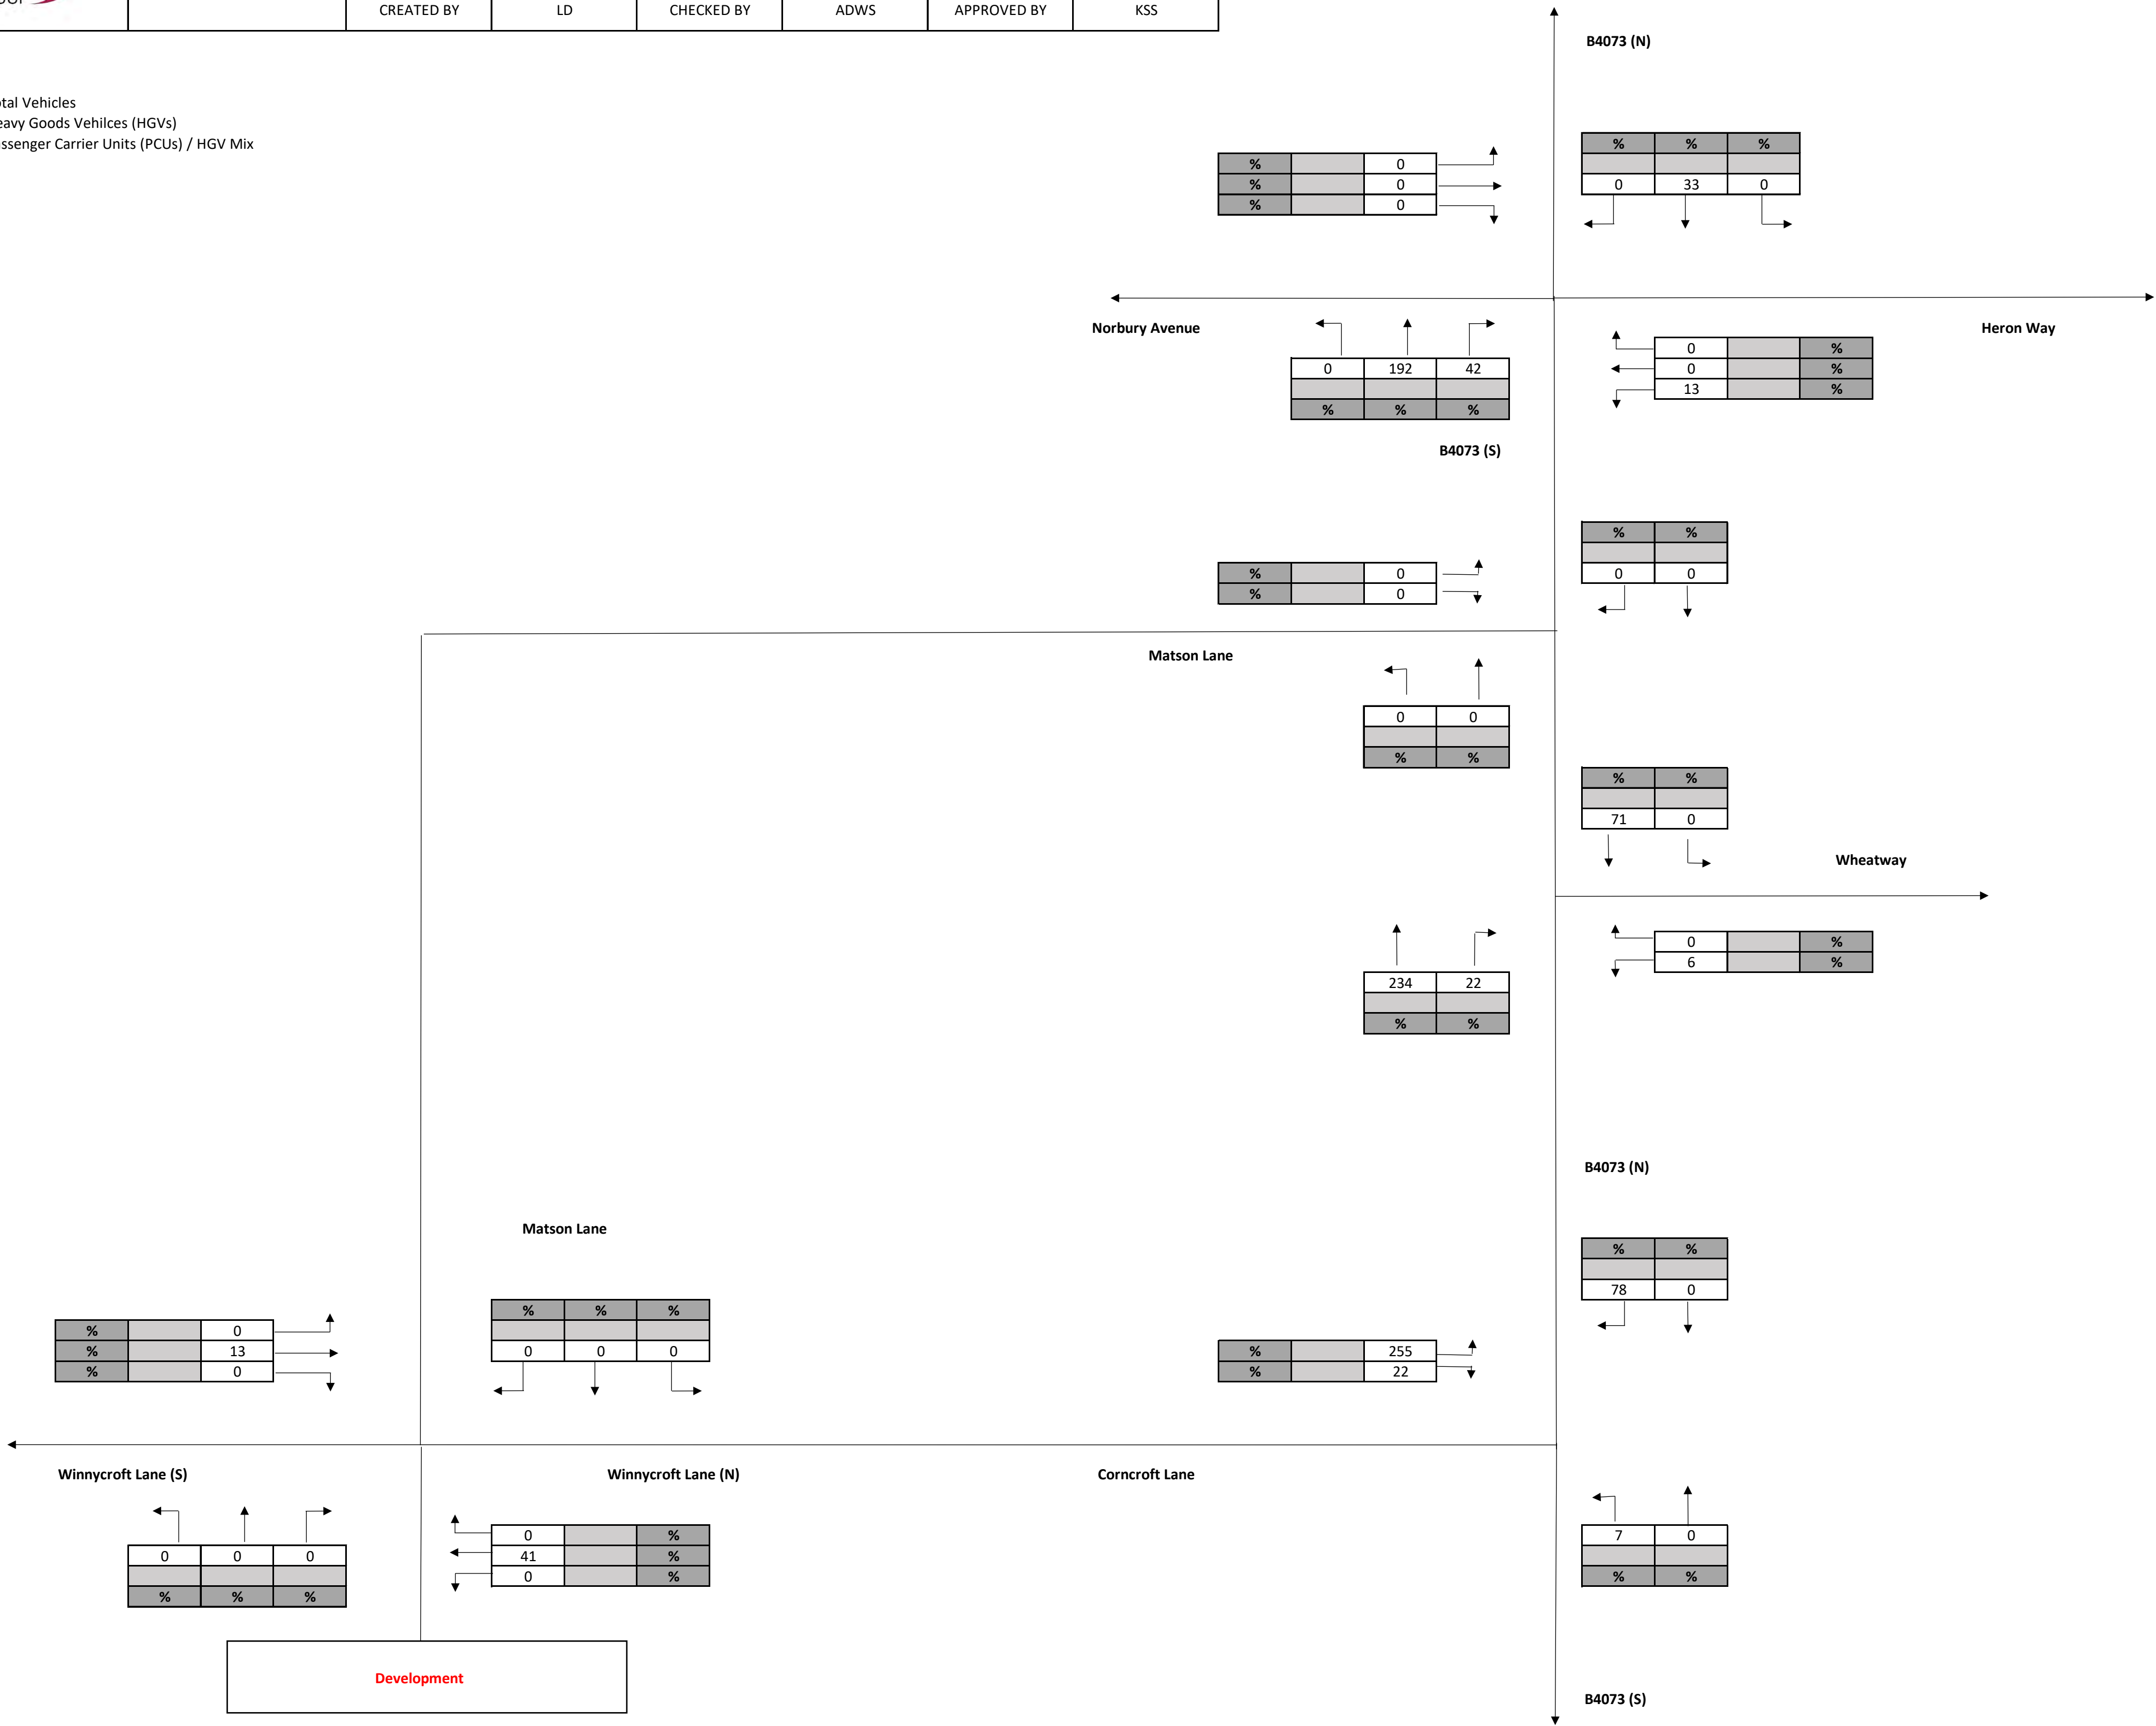 CREATED BY LD CHECKED BY ADWS APPROVED BY KSS
B4073 (N)
Vehicles
Goods Vehilces (HGVs)
Carrier Units (PCUs) / HGV Mix
% % %
0 33 0
% 0
% 0
% 0
Norbury Avenue
Heron Way
0 192 42
% % %
0 %
0 %
13 %
B4073 (S)
% %
0 0
% 0
% 0
Matson Lane
0 0
% %
% %
71 0
Wheatway
234 22
% %
0 %
6 %
B4073 (N)
Matson Lane
% %
78 0
% 0
% 13
% 0
% % %
0 0 0
% 255
% 22
Winnycroft Lane (S)
Winnycroft Lane (N)
Corncroft Lane
0 0 0
% % %
0 %
41 %
0 %
7 0
% %
Development
B4073 (S)